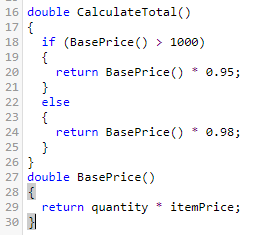 16 double CalculateTotal()
17 {
18   if (BasePrice() > 1000)
19   {
20     return BasePrice() * 0.95;
21   }
22   else
23   {
24     return BasePrice() * 0.98;
25   }
26 }
27 double BasePrice()
28 {
29   return quantity * itemPrice;
30 }